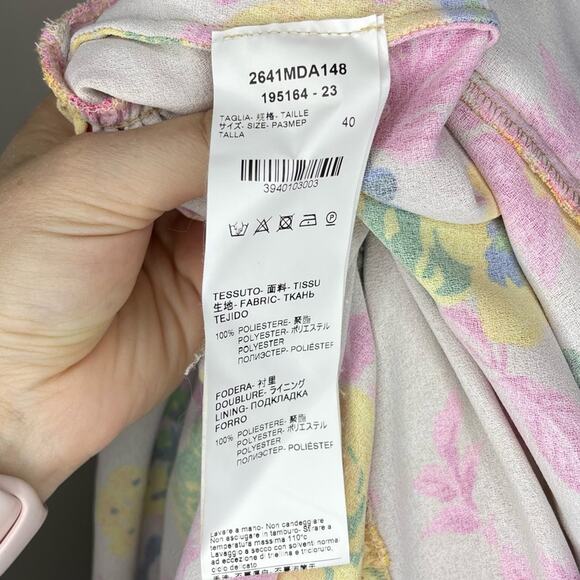 2641MDA148
195164 - 23
TAGLIA- 规格- TAILLE
サイズ- SIZE- РАЗМЕР
TALLA
40
3940103003
TESSUTO- 面料- TISSU
生地- FABRIC- ТКАНЬ
TEJIDO
100% POLIESTERE- 聚酯
POLYESTER- ポリエステル
POLYESTER
ПОЛИЭСТЕР- POLIÉSTER
FODERA- 衬里
DOUBLURE- ライニング
LINING- ПОДКЛАДКА
FORRO
100% POLIESTERE- 聚酯
POLYESTER- ポリエステル
POLYESTER
ПОЛИЭСТЕР- POLIÉSTER
Lavare a mano- Non candeggiare
Non asciugare in tamburo- Stirare a
temperatura massima 110°c
Lavaggio a secco con solventi normali
ad eccezione di trielina e tricloruro,
ciclo delicato